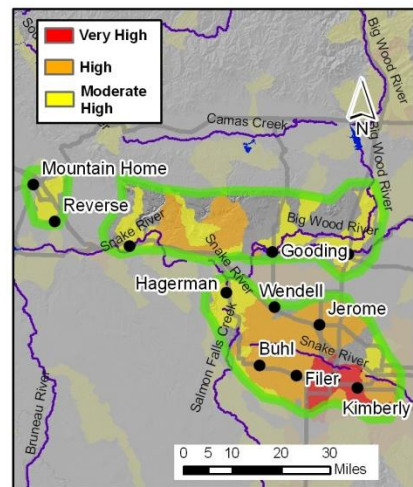 Very High
High
Moderate
High
So
Big Wood River
Camas Creek
N
Big Wood River
Mountain Home
Reverse
Snake River
Snake River
Big Wood River
Gooding
Hagerman
Wendell
Jerome
Snake River
Buhl
Filer
Kimberly
Salmon Falls Creek
Bruneau River
0 5 10 20 30
Miles